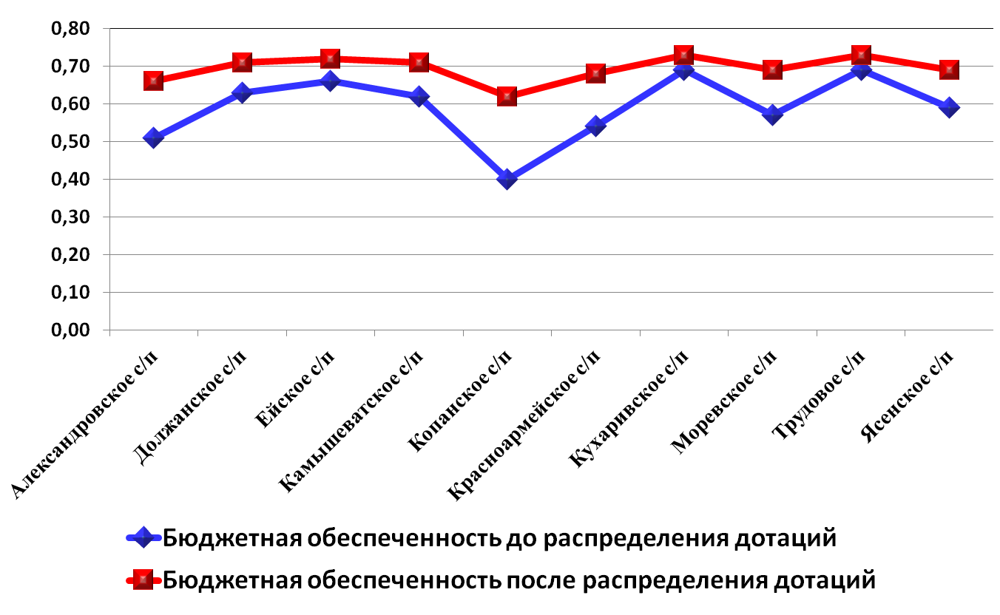 0,80
0,70
0,60
0,50
0,40
0,30
0,20
0,10
0,00
Александровское с/п
Должанское с/п
Ейское с/п
Камышеватское с/п
Копанское с/п
Красноармейское с/п
Кухаривское с/п
Моревское с/п
Трудовое с/п
Ясенское с/п
Бюджетная обеспеченность до распределения дотаций
Бюджетная обеспеченность после распределения дотаций